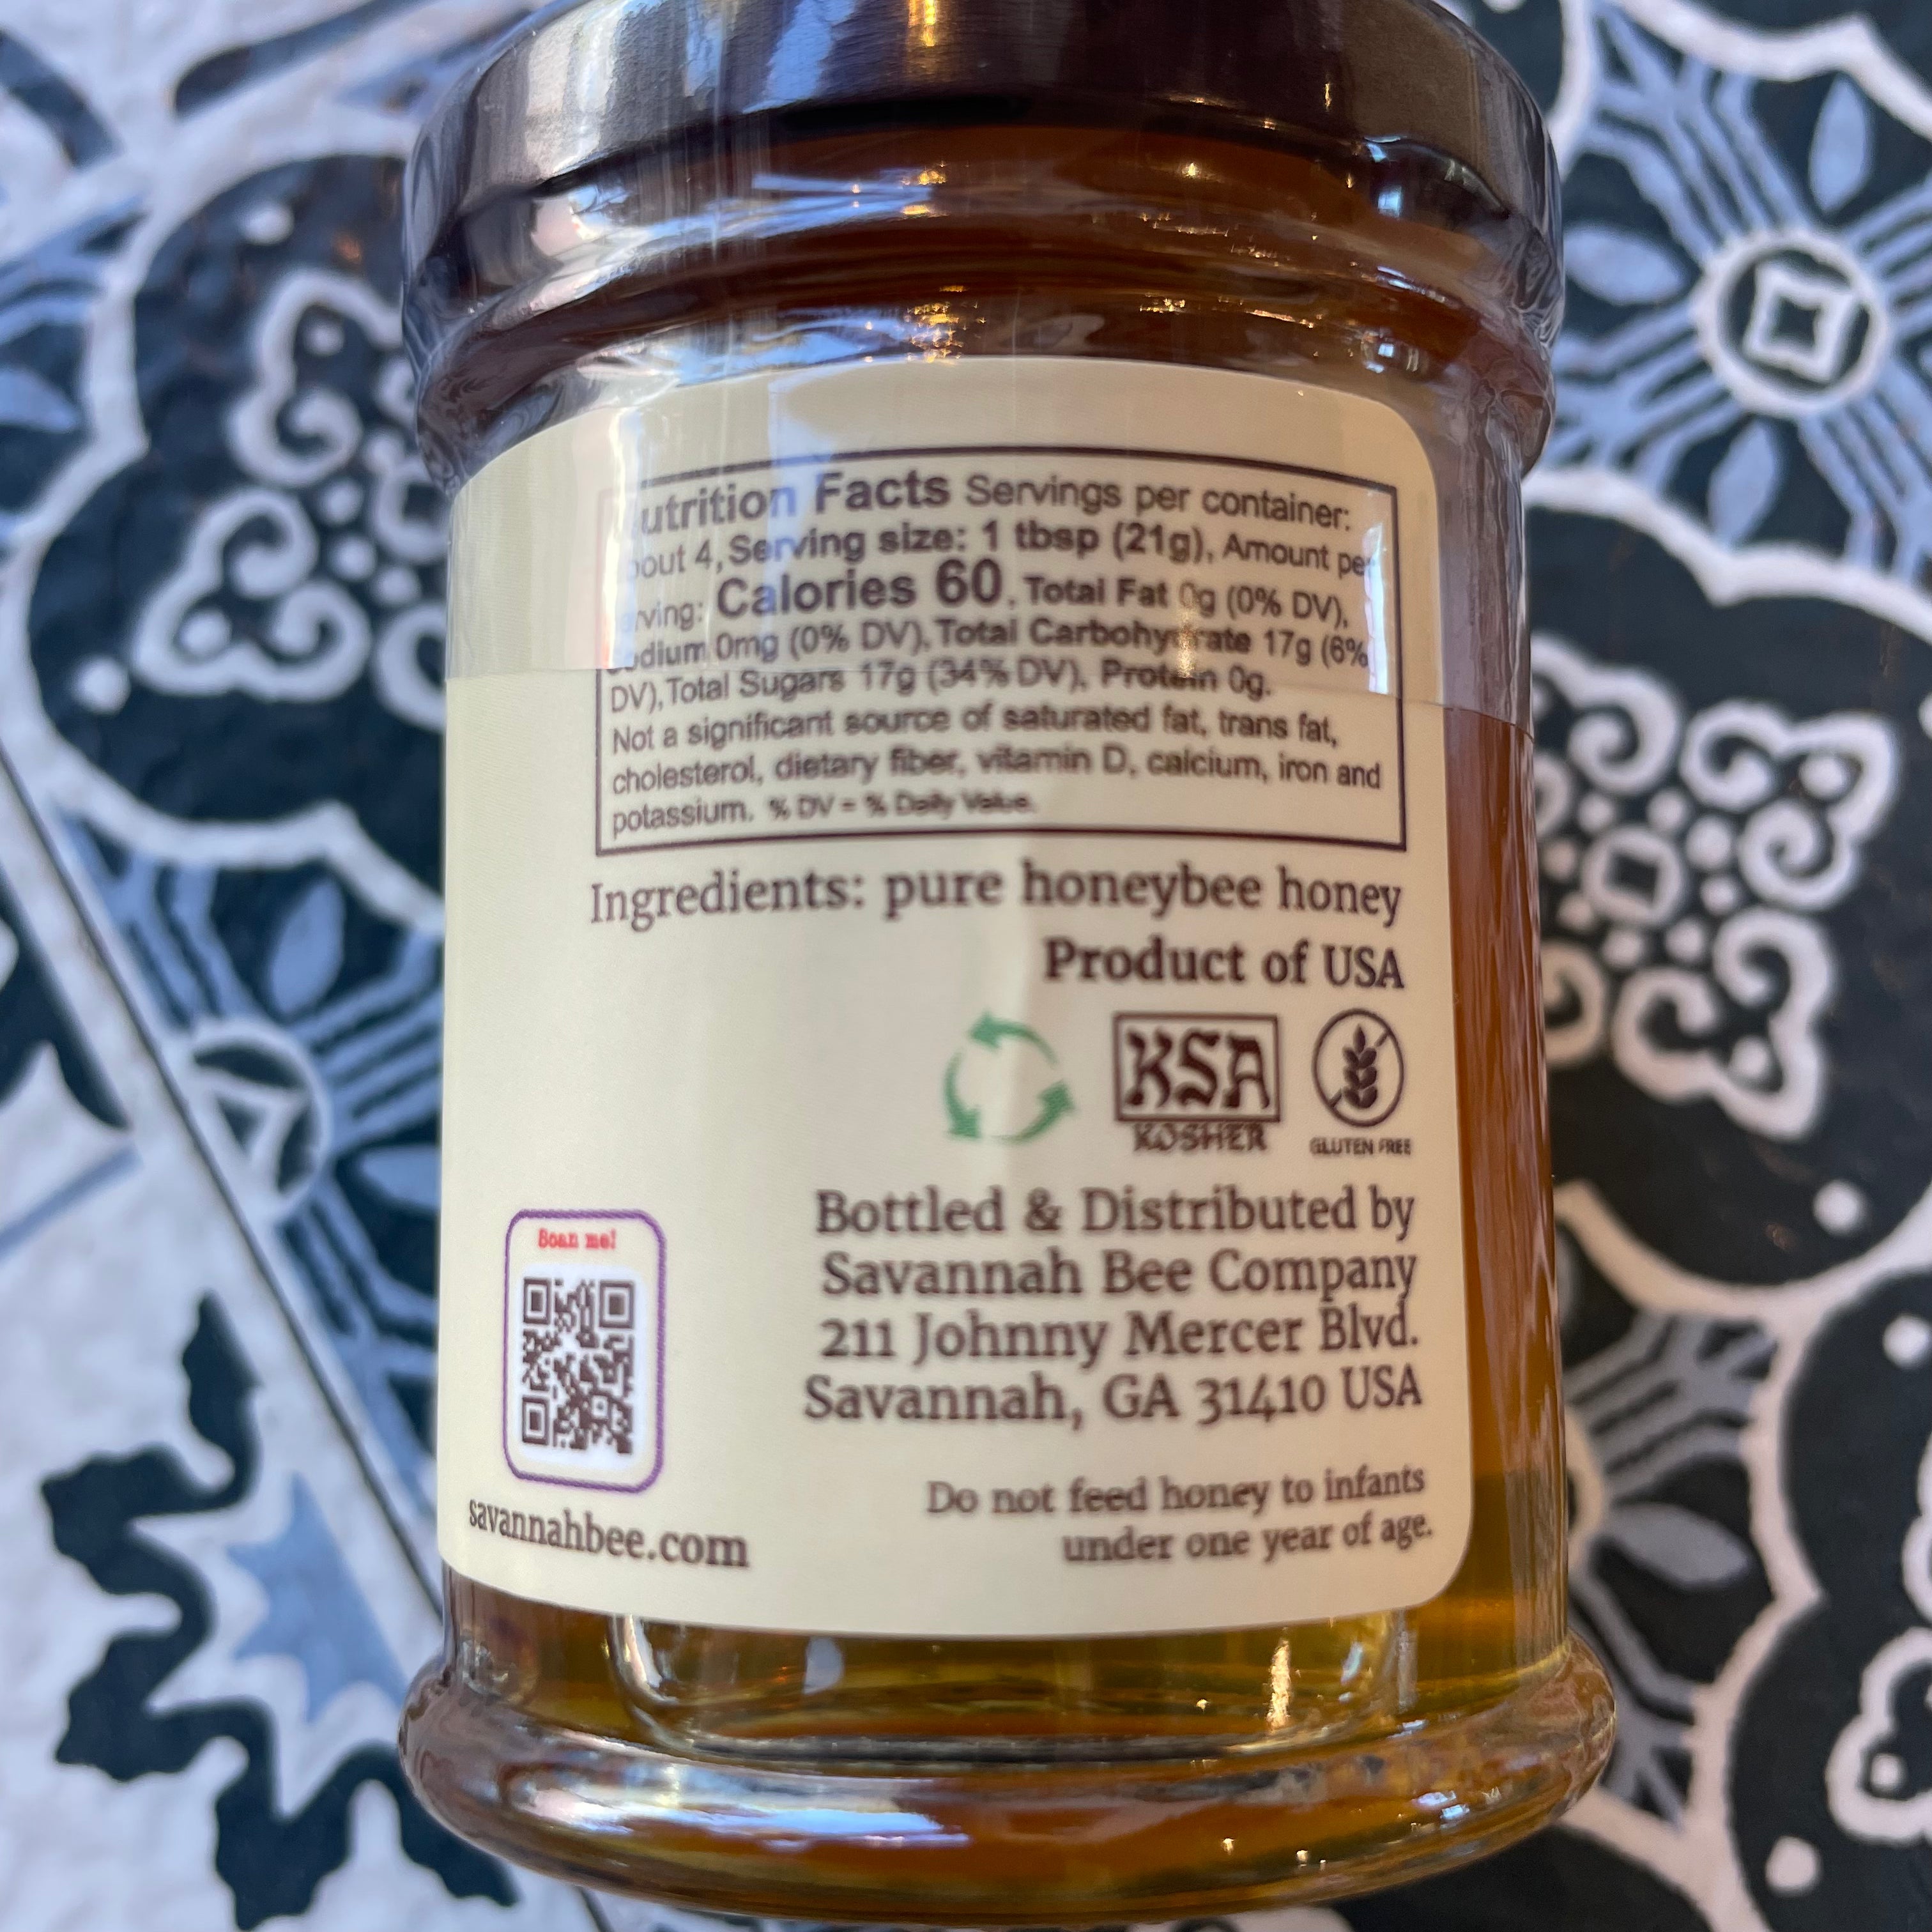 utrition Facts Servings per container:
bout 4, Serving size: 1 tbsp (21g), Amount per
rving: Calories 60, Total Fat 0g (0% DV),
odium 0mg (0% DV), Total Carbohydrate 17g (6%
DV), Total Sugars 17g (34% DV), Protein 0g.
Not a significant source of saturated fat, trans fat,
cholesterol, dietary fiber, vitamin D, calcium, iron and
potassium. % DV = % Daily Value.
Ingredients: pure honeybee honey
Product of USA
KSA
KOSHER
GLUTEN FREE
Bottled & Distributed by
Savannah Bee Company
211 Johnny Mercer Blvd.
Savannah, GA 31410 USA
Scan me!
savannahbee.com
Do not feed honey to infants
under one year of age.